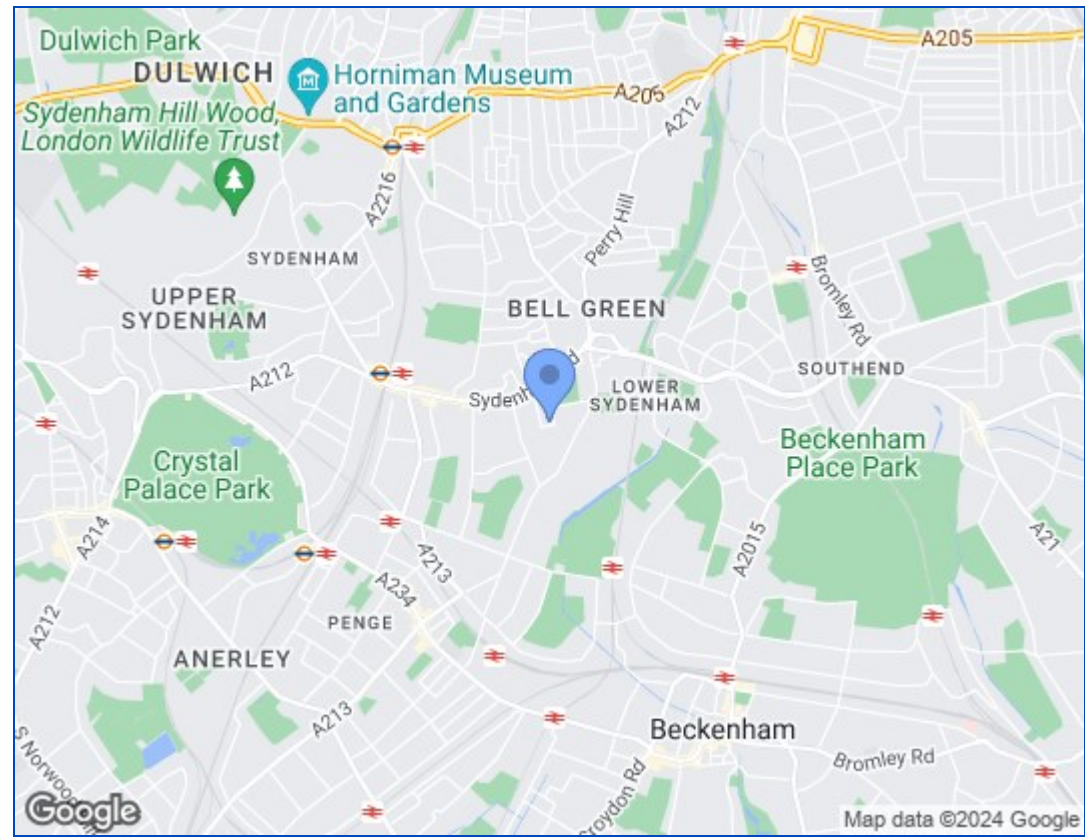 Dulwich Park
DULWICH
Horniman Museum
and Gardens
A205
A205
A212
Sydenham Hill Wood,
London Wildlife Trust
A2216
Perry Hill
SYDENHAM
Bromley Rd
UPPER
SYDENHAM
BELL GREEN
A212
SOUTHEND
LOWER
SYDENHAM
Beckenham
Place Park
Crystal
Palace Park
A214
A21
A2015
4213
A234
A212
PENGE
ANERLEY
A213
Beckenham
Bromley Rd
Croydon Rd
Google
Map data ©2024 Google